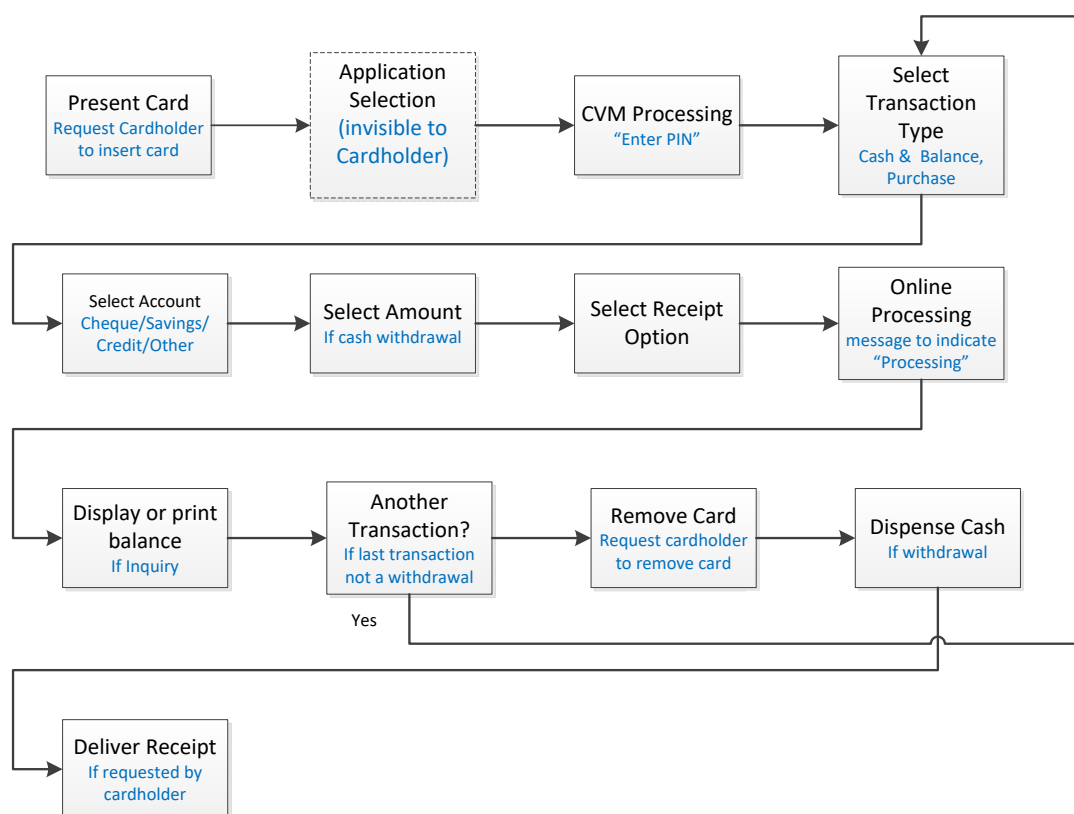 Present Card
Request Cardholder
to insert card
Application
Selection
(invisible to
Cardholder)
CVM Processing
“Enter PIN”
Select
Transaction
Type
Cash & Balance,
Purchase
Select Account
Cheque/Savings/
Credit/Other
Select Amount
If cash withdrawal
Select Receipt
Option
Online
Processing
message to indicate
“Processing”
Display or print
balance
If Inquiry
Another
Transaction?
If last transaction
not a withdrawal
Yes
Remove Card
Request cardholder
to remove card
Dispense Cash
If withdrawal
Deliver Receipt
If requested by
cardholder